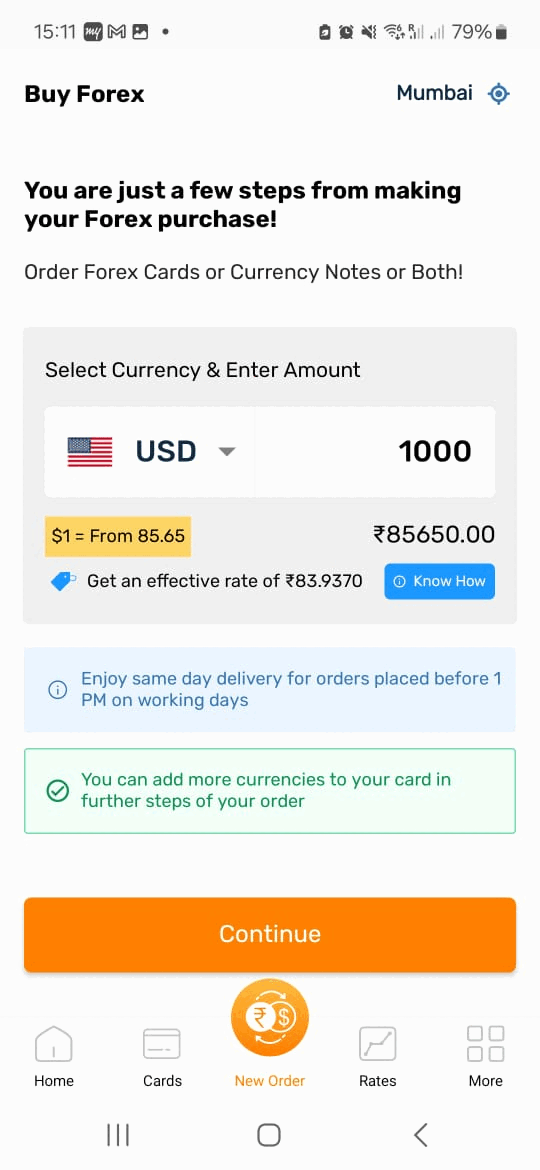 15:11 my 79%
Buy Forex Mumbai
You are just a few steps from making
your Forex purchase!
Order Forex Cards or Currency Notes or Both!
Select Currency & Enter Amount
USD 1000
$1 = From 85.65 ₹85650.00
Get an effective rate of ₹83.9370 Know How
Enjoy same day delivery for orders placed before 1
PM on working days
You can add more currencies to your card in
further steps of your order
Continue
₹ $
Home Cards New Order Rates More